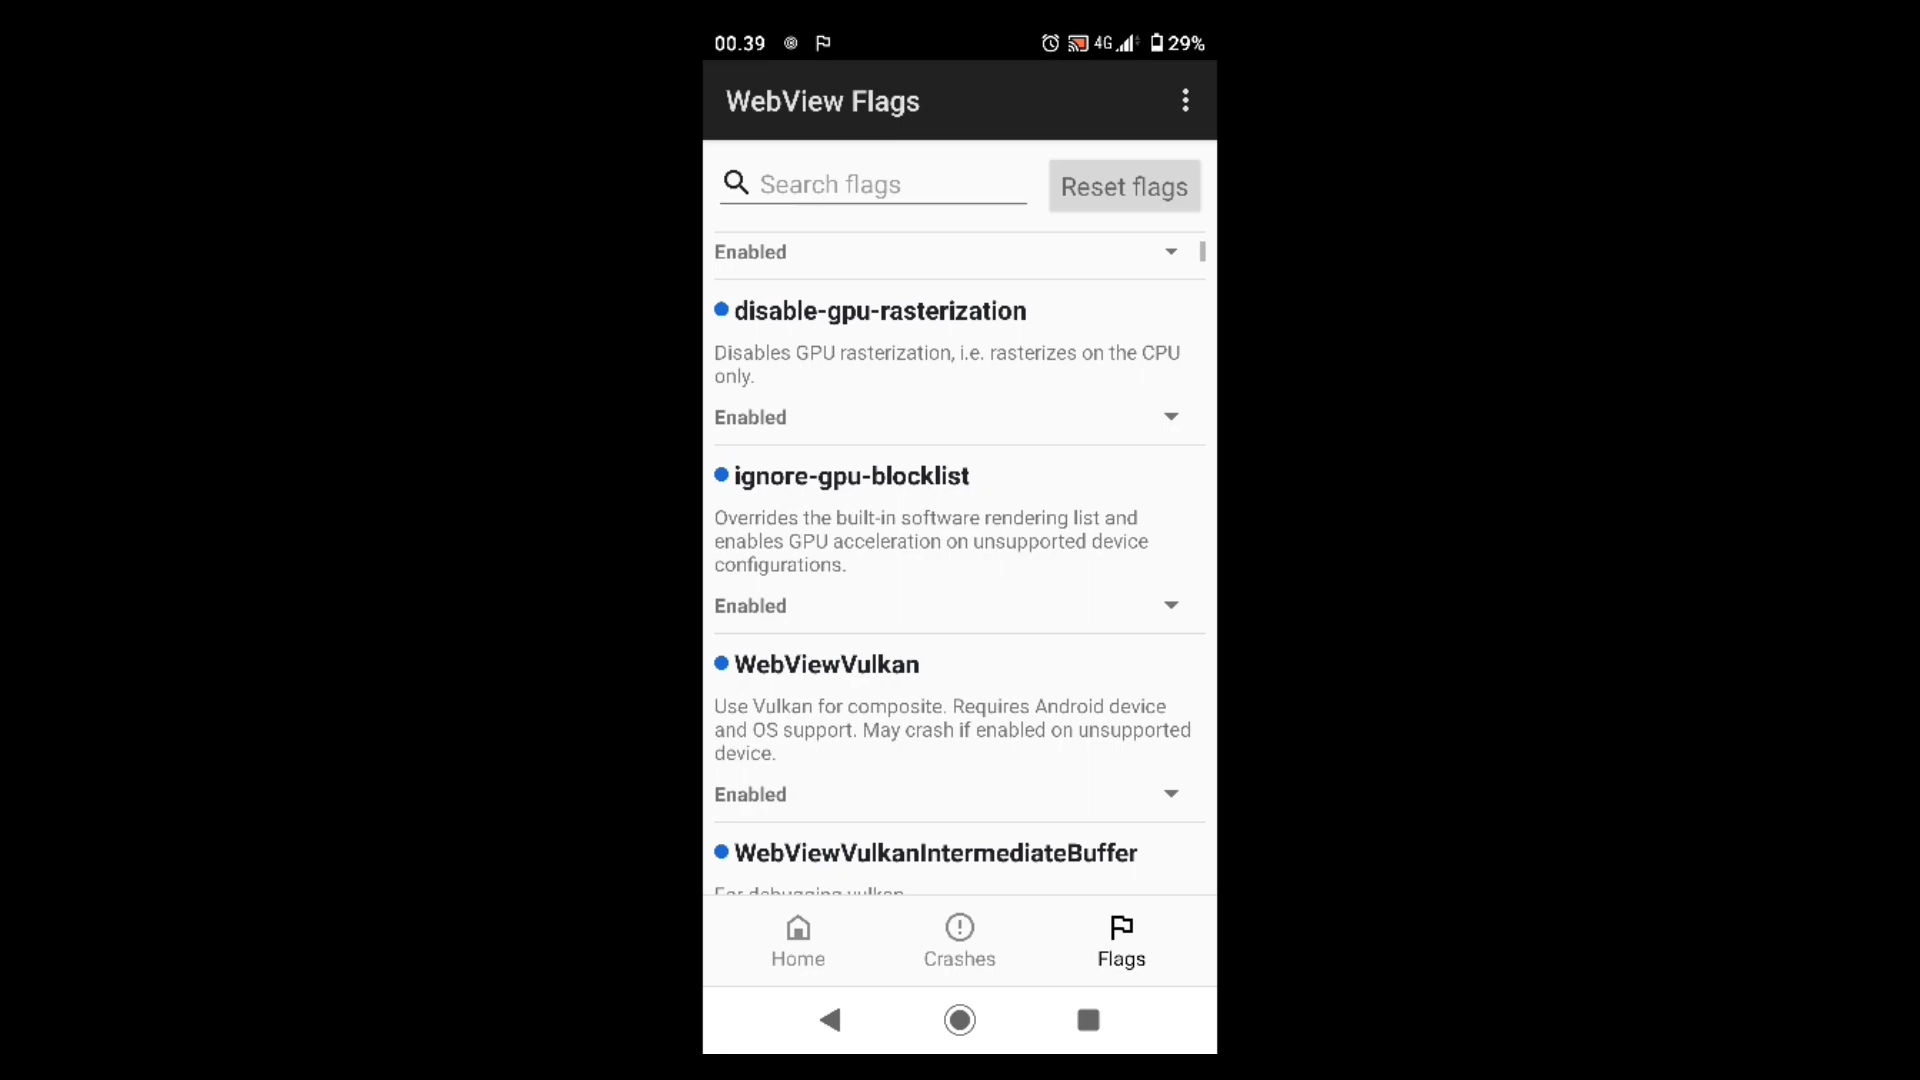 00.39 4G 29%
WebView Flags
Search flags Reset flags
Enabled
disable-gpu-rasterization
Disables GPU rasterization, i.e. rasterizes on the CPU
only.
Enabled
ignore-gpu-blocklist
Overrides the built-in software rendering list and
enables GPU acceleration on unsupported device
configurations.
Enabled
WebViewVulkan
Use Vulkan for composite. Requires Android device
and OS support. May crash if enabled on unsupported
device.
Enabled
WebViewVulkanIntermediateBuffer
For debugging vulkan
Home Crashes Flags